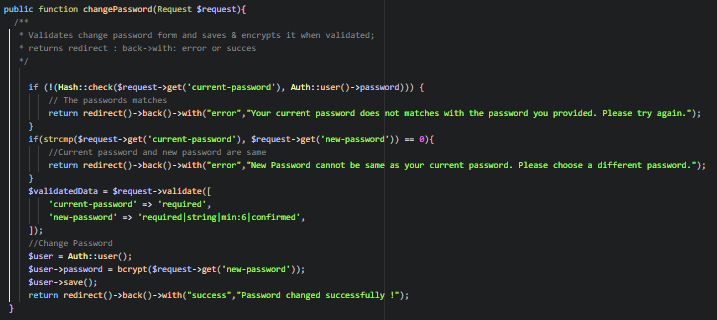 public function changePassword(Request $request){
/**
* Validates change password form and saves & encrypts it when validated;
* returns redirect : back->with: error or succes
*/
if (!(Hash::check($request->get('current-password'), Auth::user()->password))) {
// The passwords matches
return redirect()->back()->with("error","Your current password does not matches with the password you provided. Please try again.");
}
if(strcmp($request->get('current-password'), $request->get('new-password')) == 0){
//Current password and new password are same
return redirect()->back()->with("error","New Password cannot be same as your current password. Please choose a different password.");
}
$validatedData = $request->validate([
'current-password' => 'required',
'new-password' => 'required|string|min:6|confirmed',
]);
//Change Password
$user = Auth::user();
$user->password = bcrypt($request->get('new-password'));
$user->save();
return redirect()->back()->with("success","Password changed successfully !");
}